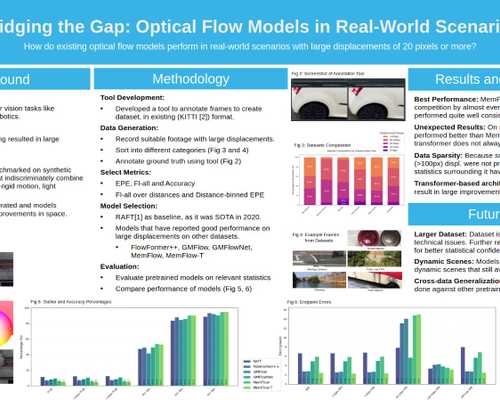 idging the Gap: Optical Flow Models in Real-World Scenari
How do existing optical flow models perform in real-world scenarios with large displacements of 20 pixels or more?
ound
r vision tasks like
botics.
ng resulted in large
chmarked on synthetic
t indiscriminately combine
-rigid motion, light
erated and models
provements in space.
Methodology
Tool Development:
• Developed a tool to annotate frames to create
dataset, in existing (KITTI [2]) format.
Data Generation:
• Record suitable footage with large displacements.
• Sort into different categories (Fig 3 and 4)
• Annotate ground truth using tool (Fig 2)
Select Metrics:
• EPE, Fl-all and Accuracy
• Fl-all over distances and Distance-binned EPE
Model Selection:
• RAFT[1] as baseline, as it was SOTA in 2020.
• Models that have reported good performance on
large displacements on other datasets.
• FlowFormer++, GMFlow, GMFlowNet,
MemFlow, MemFlow-T
Evaluation:
• Evaluate pretrained models on relevant statistics
• Compare performance of models (Fig 5, 6)
Fig 2: Screenshot of Annotation Tool
Fig 3: Datasets Composition
Fig 4: Example Frames
from Datasets
Results an
Best Performance: MemF
competition by almost ever
performed quite well consis
Unexpected Results: On
performed better than Mem
transformer does not alway
Data Sparsity: Because s
(>100px) displ. were not pr
statistics surrounding it hav
Transformer-based archit
result in large improvement
Futur
Larger Dataset: Dataset is
technical issues. Further re
for better statistical confide
Dynamic Scenes: Models
dynamic scenes that still av
Cross-data Generalization
done against other pretrain
Fig 5: Outlier and Accuracy Percentages
RAFT
GMFlow
GMFlowNet
MemFlow
MemFlow-T
Fig 6: Endpoint Errors